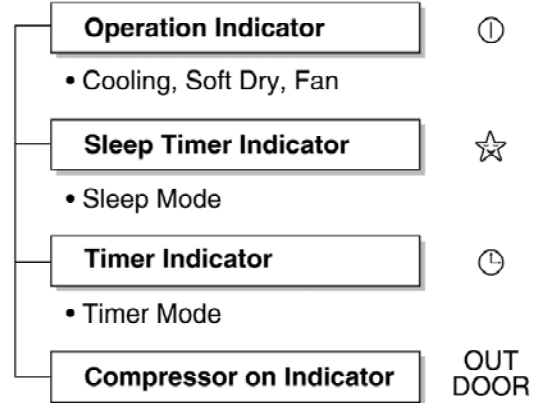 Operation Indicator
• Cooling, Soft Dry, Fan
Sleep Timer Indicator
• Sleep Mode
Timer Indicator
• Timer Mode
Compressor on Indicator
OUT
DOOR